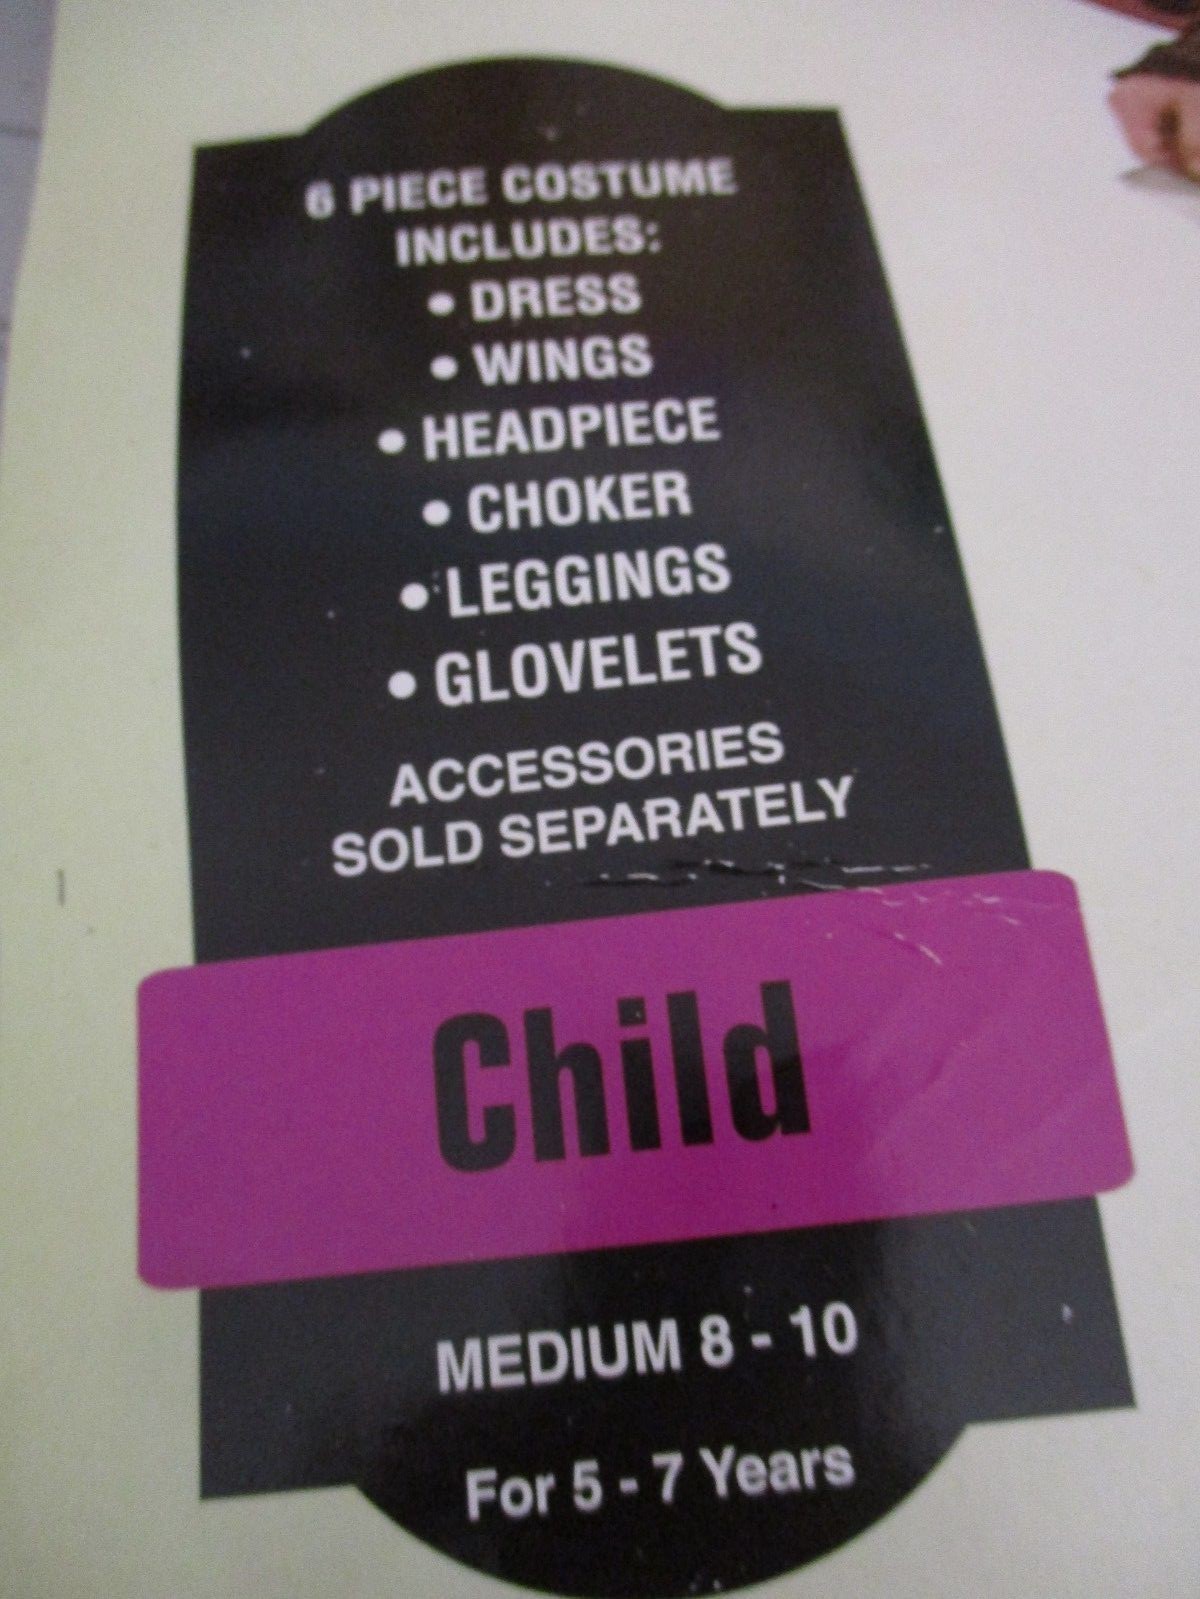 6 PIECE COSTUME
INCLUDES:
• DRESS
• WINGS
• HEADPIECE
• CHOKER
• LEGGINGS
• GLOVELETS
ACCESSORIES
SOLD SEPARATELY
Child
MEDIUM 8 - 10
For 5 - 7 Years